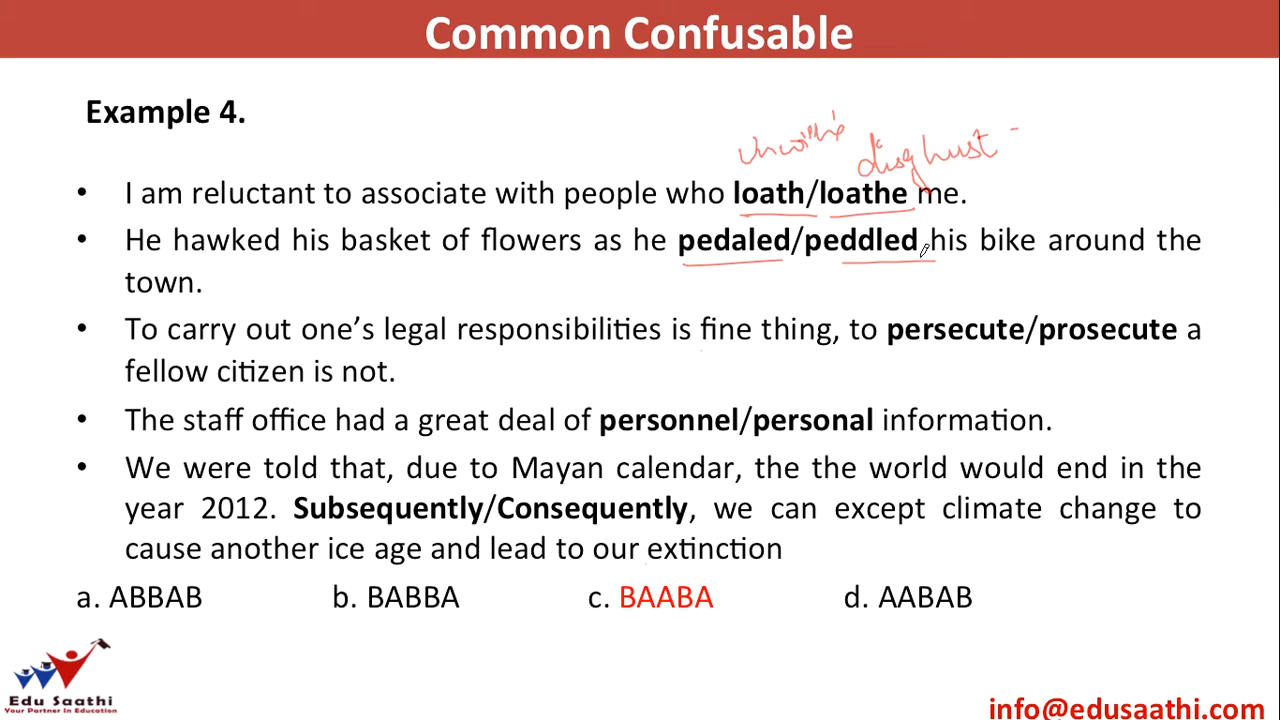 Common Confusable
Example 4.
• I am reluctant to associate with people who loath/loathe me.
• He hawked his basket of flowers as he pedaled/peddled his bike around the
town.
• To carry out one’s legal responsibilities is fine thing, to persecute/prosecute a
fellow citizen is not.
• The staff office had a great deal of personnel/personal information.
• We were told that, due to Mayan calendar, the the world would end in the
year 2012. Subsequently/Consequently, we can except climate change to
cause another ice age and lead to our extinction
a. ABBAB b. BABBA c. BAABA d. AABAB
Edu Saathi
Your Partner In Education
info@edusaathi.com